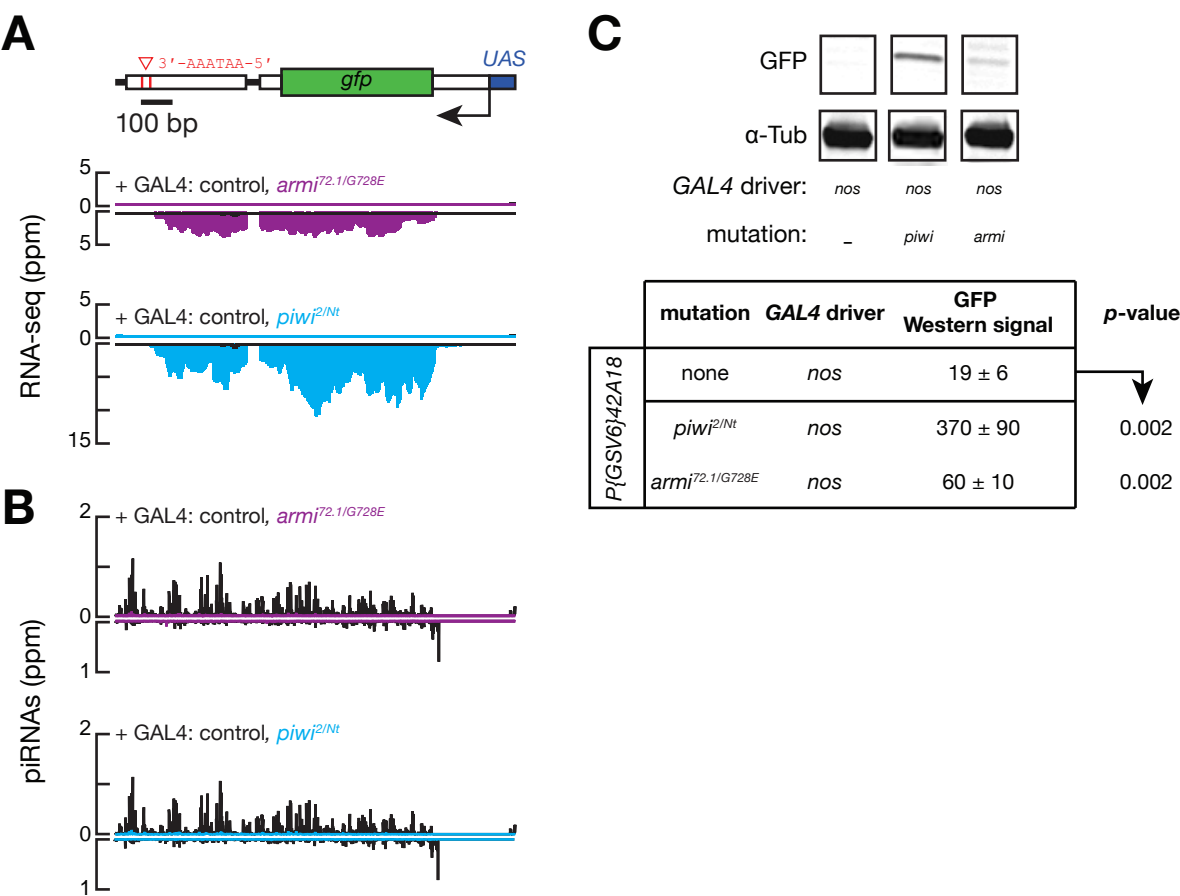 A
UAS
3′-AAATAA-5′
gfp
100 bp
RNA-seq (ppm)
5
+ GAL4: control, armi72.1/G728E
0
5
5
+ GAL4: control, piwi2/Nt
0
15
B
piRNAs (ppm)
2
+ GAL4: control, armi72.1/G728E
0
1
2
+ GAL4: control, piwi2/Nt
0
1
C
GFP
α-Tub
GAL4 driver: nos nos nos
mutation: – piwi armi
mutation GAL4 driver GFP Western signal p-value
P{GSV6}42A18
none nos 19 ± 6
piwi2/Nt nos 370 ± 90 0.002
armi72.1/G728E nos 60 ± 10 0.002